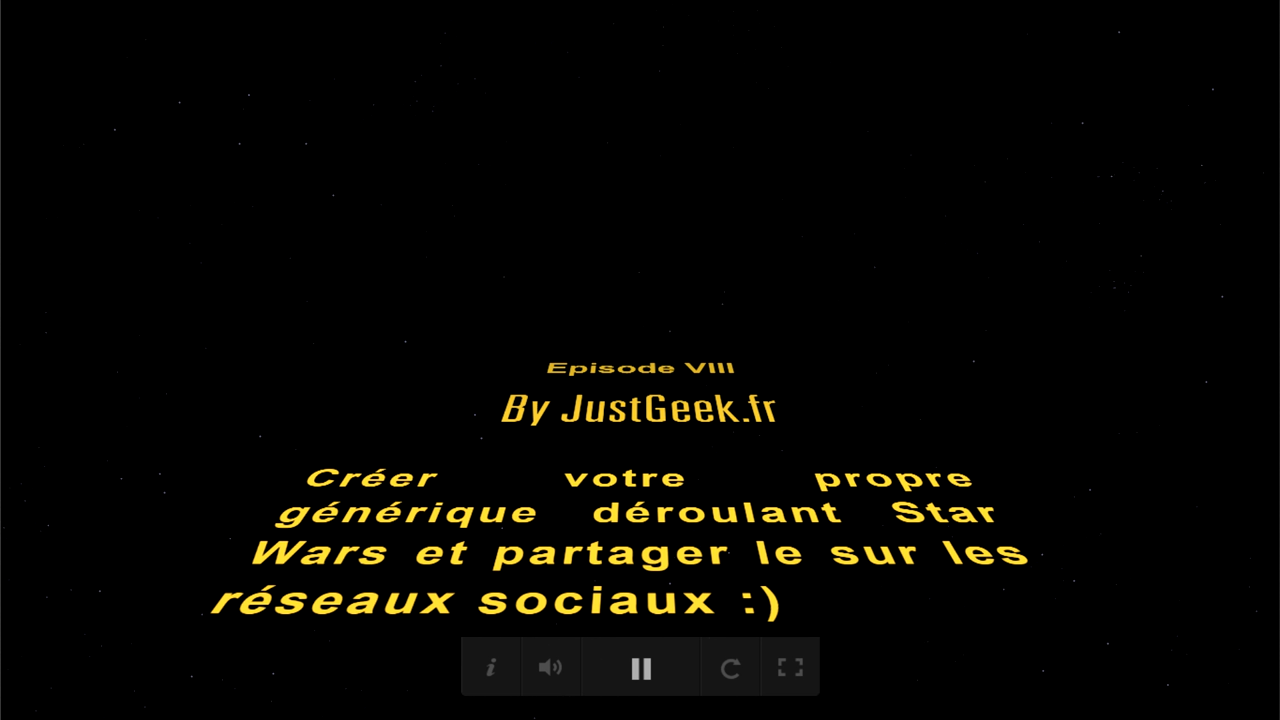 Episode VIII
By JustGeek.fr
Créer votre propre
générique déroulant Star
Wars et partager le sur les
réseaux sociaux :)